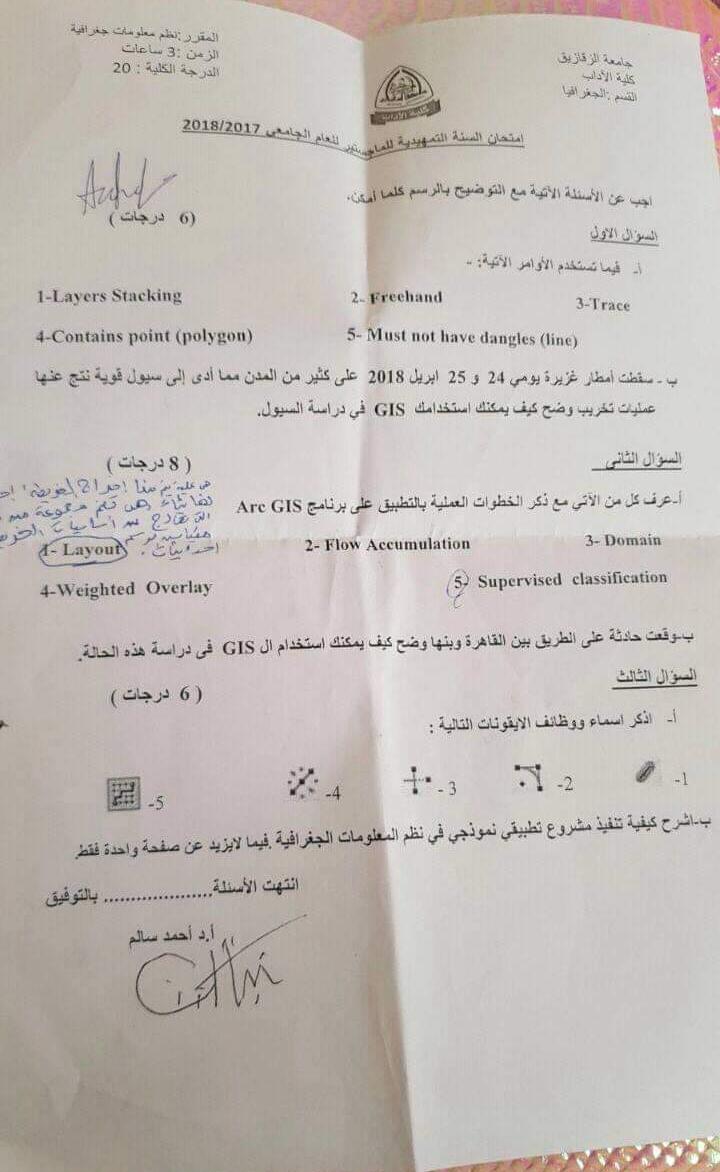 جامعة الزقازيق
كلية الآداب
القسم :الجغرافيا
المقرر :نظم معلومات جغرافية
الزمن :3 ساعات
الدرجة الكلية : 20
كلية الآداب
امتحان السنة التمهيدية للماجستير للعام الجامعى 2018/2017
اجب عن الأسئلة الآتية مع التوضيح بالرسم كلما أمكن.
السؤال الاول
(6 درجات )
أ- فيما تستخدم الأوامر الآتية: -
1-Layers Stacking 2- Freehand 3-Trace
4-Contains point (polygon) 5- Must not have dangles (line)
ب - سقطت أمطار غزيرة يومي 24 و 25 ابريل 2018 على كثير من المدن مما أدى إلى سيول قوية نتج عنها
عمليات تخريب وضح كيف يمكنك استخدامك GIS في دراسة السيول.
السؤال الثانى
( 8 درجات )
أ-عرف كل من الآتي مع ذكر الخطوات العملية بالتطبيق على برنامج Arc GIS
1- Layout 2- Flow Accumulation 3- Domain
4-Weighted Overlay 5- Supervised classification
ب-وقعت حادثة على الطريق بين القاهرة وبنها وضح كيف يمكنك استخدام ال GIS فى دراسة هذه الحالة.
السؤال الثالث
( 6 درجات )
أ- اذكر اسماء ووظائف الايقونات التالية :
1- 2- 3- 4- 5-
ب-اشرح كيفية تنفيذ مشروع تطبيقي نموذجي في نظم المعلومات الجغرافية .فيما لايزيد عن صفحة واحدة فقط.
انتهت الأسئلة.................... بالتوفيق
أ.د أحمد سالم